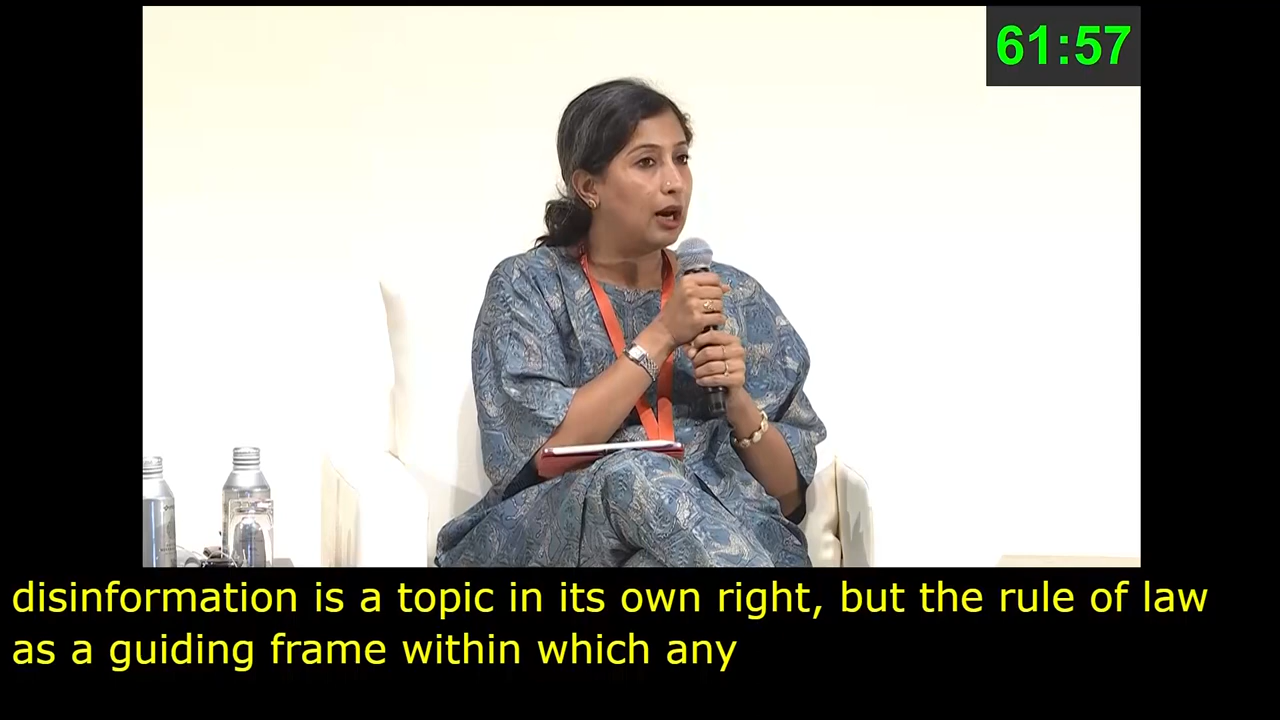 61:57
disinformation is a topic in its own right, but the rule of law
as a guiding frame within which any